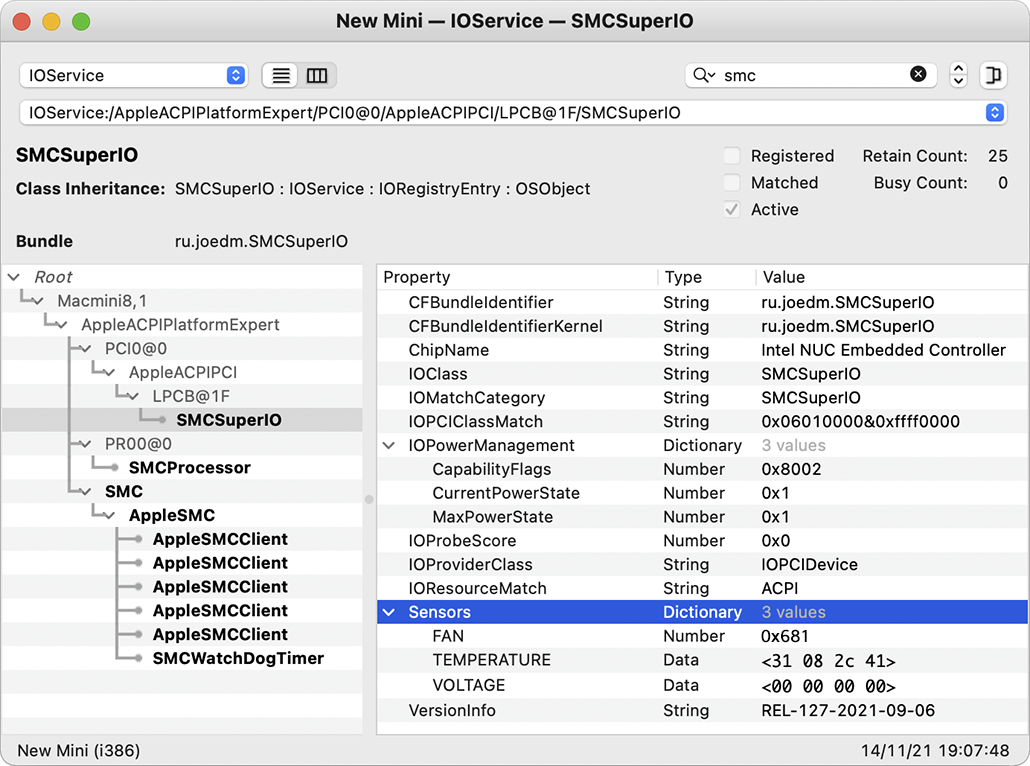 New Mini — IOService — SMCSuperIO
IOService
smc
IOService:/AppleACPIPlatformExpert/PCI0@0/AppleACPIPCI/LPCB@1F/SMCSuperIO
SMCSuperIO
Registered Retain Count: 25
Class Inheritance: SMCSuperIO : IOService : IORegistryEntry : OSObject
Matched Busy Count: 0
Active
Bundle ru.joedm.SMCSuperIO
Root
Macmini8,1
AppleACPIPlatformExpert
PCI0@0
AppleACPIPCI
LPCB@1F
SMCSuperIO
PR00@0
SMCProcessor
SMC
AppleSMC
AppleSMCClient
AppleSMCClient
AppleSMCClient
AppleSMCClient
AppleSMCClient
SMCWatchDogTimer
Property Type Value
CFBundleIdentifier String ru.joedm.SMCSuperIO
CFBundleIdentifierKernel String ru.joedm.SMCSuperIO
ChipName String Intel NUC Embedded Controller
IOClass String SMCSuperIO
IOMatchCategory String SMCSuperIO
IOPCIClassMatch String 0x06010000&0xffff0000
IOPowerManagement Dictionary 3 values
CapabilityFlags Number 0x8002
CurrentPowerState Number 0x1
MaxPowerState Number 0x1
IOProbeScore Number 0x0
IOProviderClass String IOPCIDevice
IOResourceMatch String ACPI
Sensors Dictionary 3 values
FAN Number 0x681
TEMPERATURE Data <31 08 2c 41>
VOLTAGE Data <00 00 00 00>
VersionInfo String REL-127-2021-09-06
New Mini (i386) 14/11/21 19:07:48